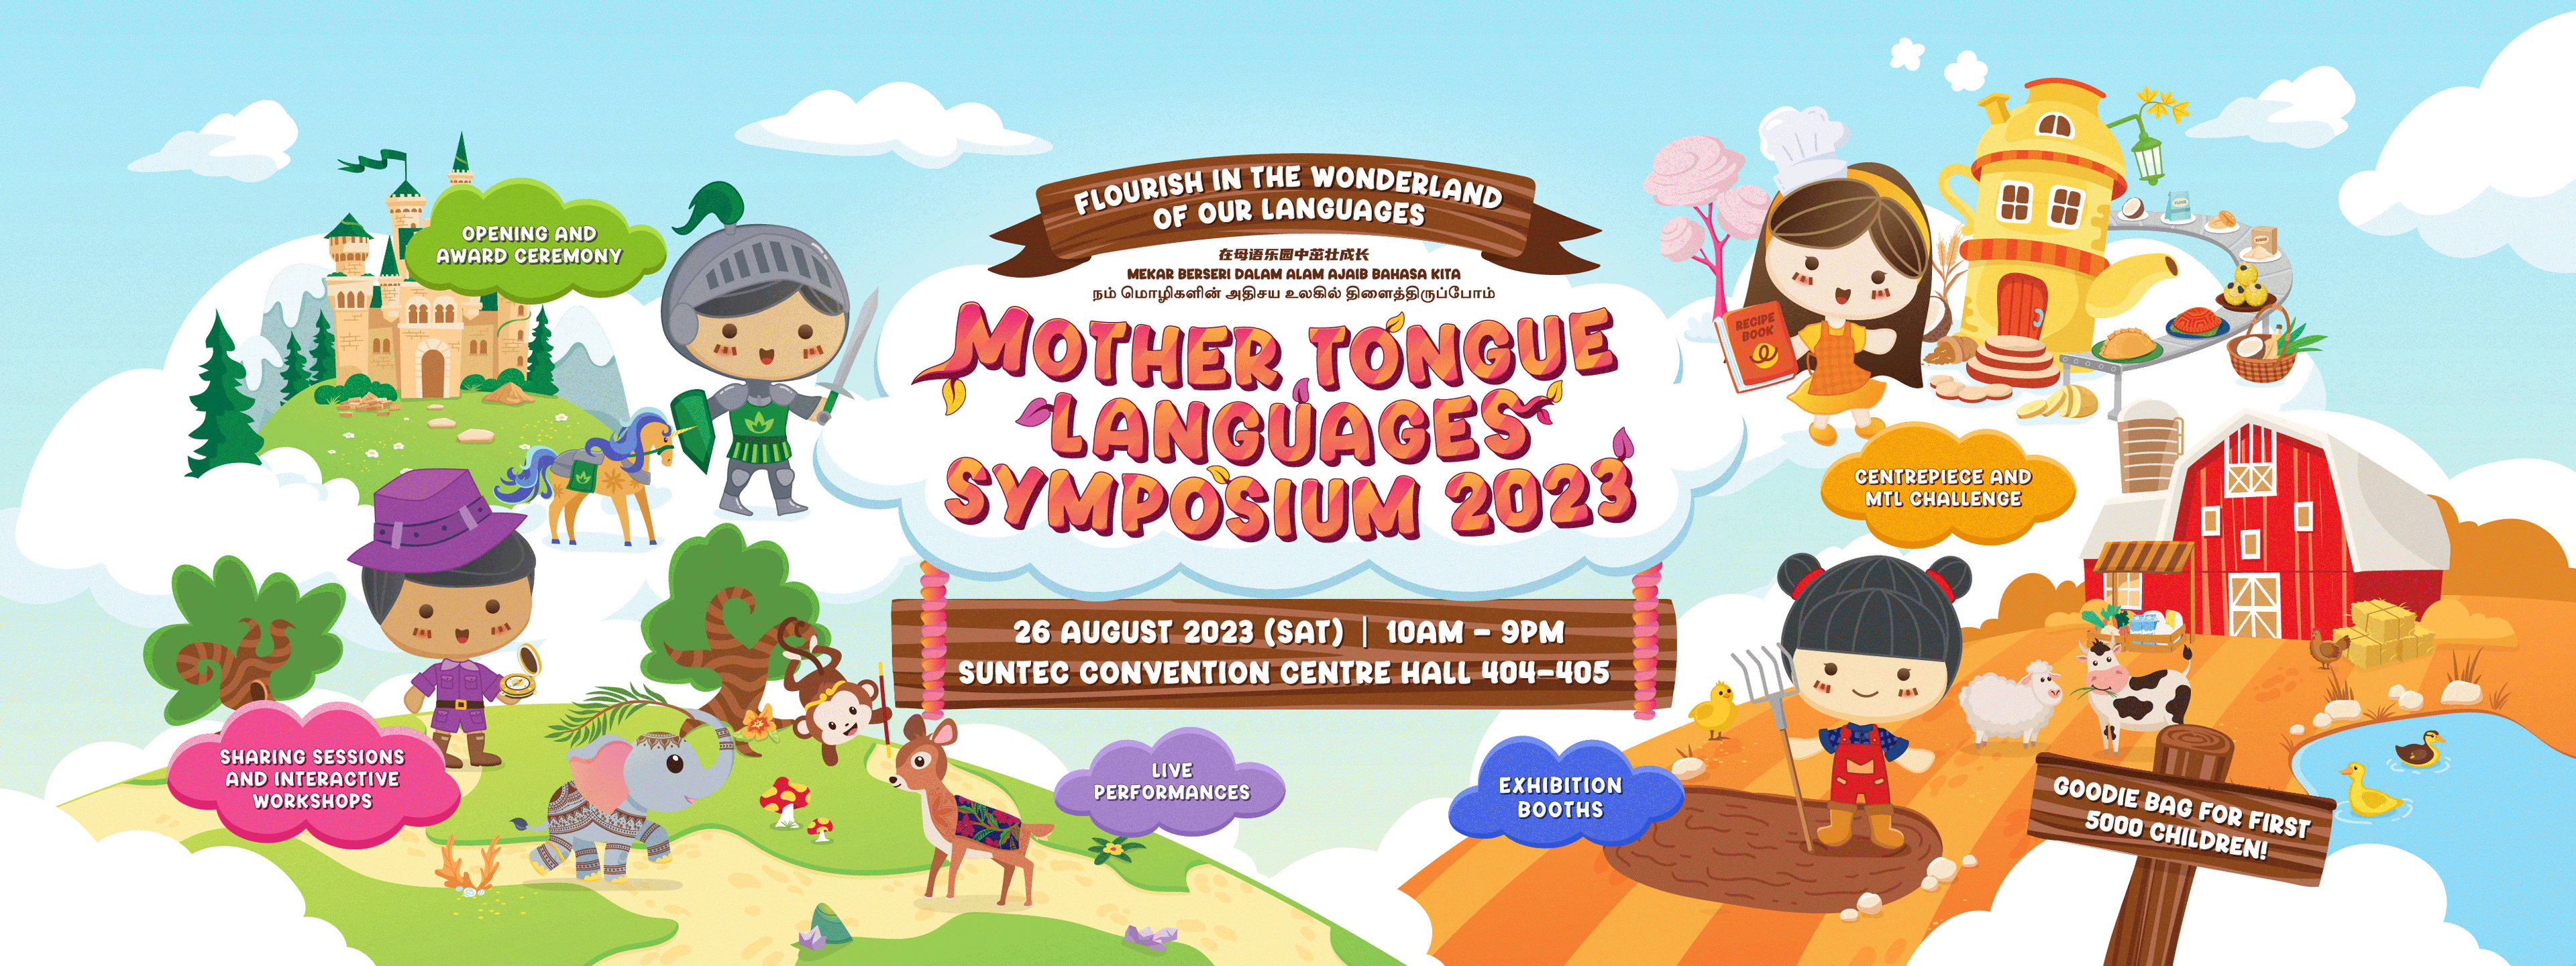 FLOURISH IN THE WONDERLAND
OF OUR LANGUAGES
在母语乐园中茁壮成长
MEKAR BERSERI DALAM ALAM AJAIB BAHASA KITA
நம் மொழிகளின் அதிசய உலகில் திளைத்திருப்போம்
MOTHER TONGUE
LANGUAGES
SYMPOSIUM 2023
26 AUGUST 2023 (SAT) | 10AM – 9PM
SUNTEC CONVENTION CENTRE HALL 404–405
OPENING AND
AWARD CEREMONY
RECIPE
BOOK
CENTREPIECE AND
MTL CHALLENGE
SHARING SESSIONS
AND INTERACTIVE
WORKSHOPS
LIVE
PERFORMANCES
EXHIBITION
BOOTHS
GOODIE BAG FOR FIRST
5000 CHILDREN!